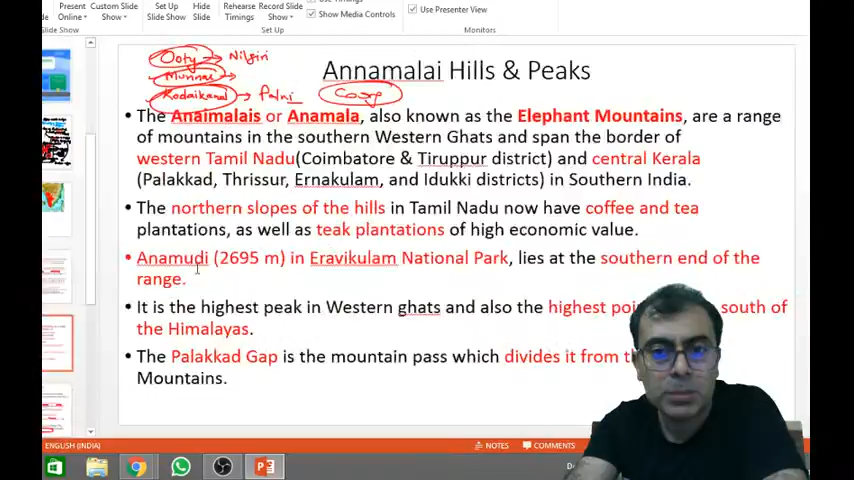 Present Custom Slide
Online Show
Set Up Hide
Slide Show Slide
Rehearse Record Slide
Timings Show
Show Media Controls
Use Presenter View
Slide Show
Set Up
Monitors
Ooty → Nilgiri
Munnar →
Kodaikanal → Palni
Coorg
Annamalai Hills & Peaks
• The Anaimalais or Anamala, also known as the Elephant Mountains, are a range
of mountains in the southern Western Ghats and span the border of
western Tamil Nadu(Coimbatore & Tiruppur district) and central Kerala
(Palakkad, Thrissur, Ernakulam, and Idukki districts) in Southern India.
• The northern slopes of the hills in Tamil Nadu now have coffee and tea
plantations, as well as teak plantations of high economic value.
• Anamudi (2695 m) in Eravikulam National Park, lies at the southern end of the
range.
• It is the highest peak in Western ghats and also the highest south of
the Himalayas.
• The Palakkad Gap is the mountain pass which divides it from
Mountains.
ENGLISH (INDIA)
NOTES
COMMENTS